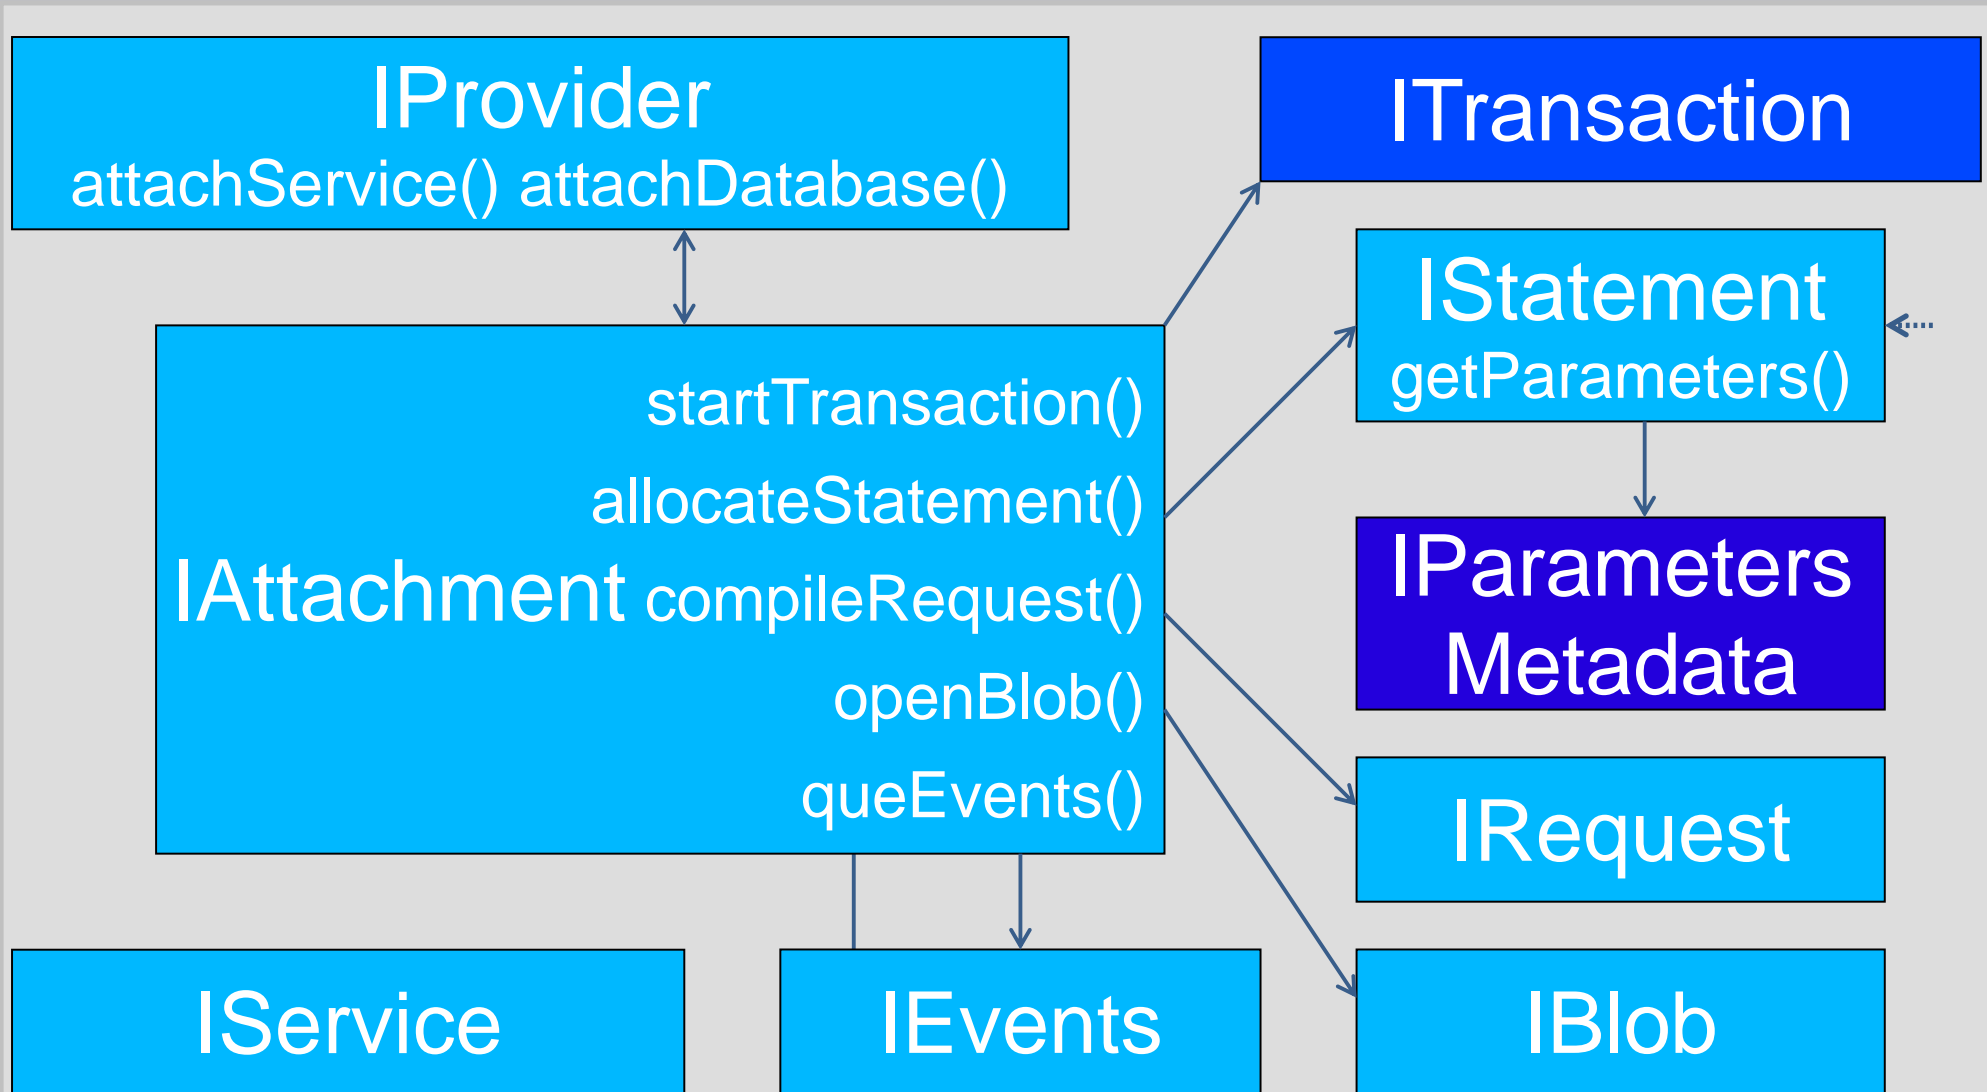 IProvider
attachService() attachDatabase()
ITransaction
IStatement
getParameters()
startTransaction()
allocateStatement()
IAttachment compileRequest()
openBlob()
queEvents()
IParameters
Metadata
IRequest
IService
IEvents
IBlob